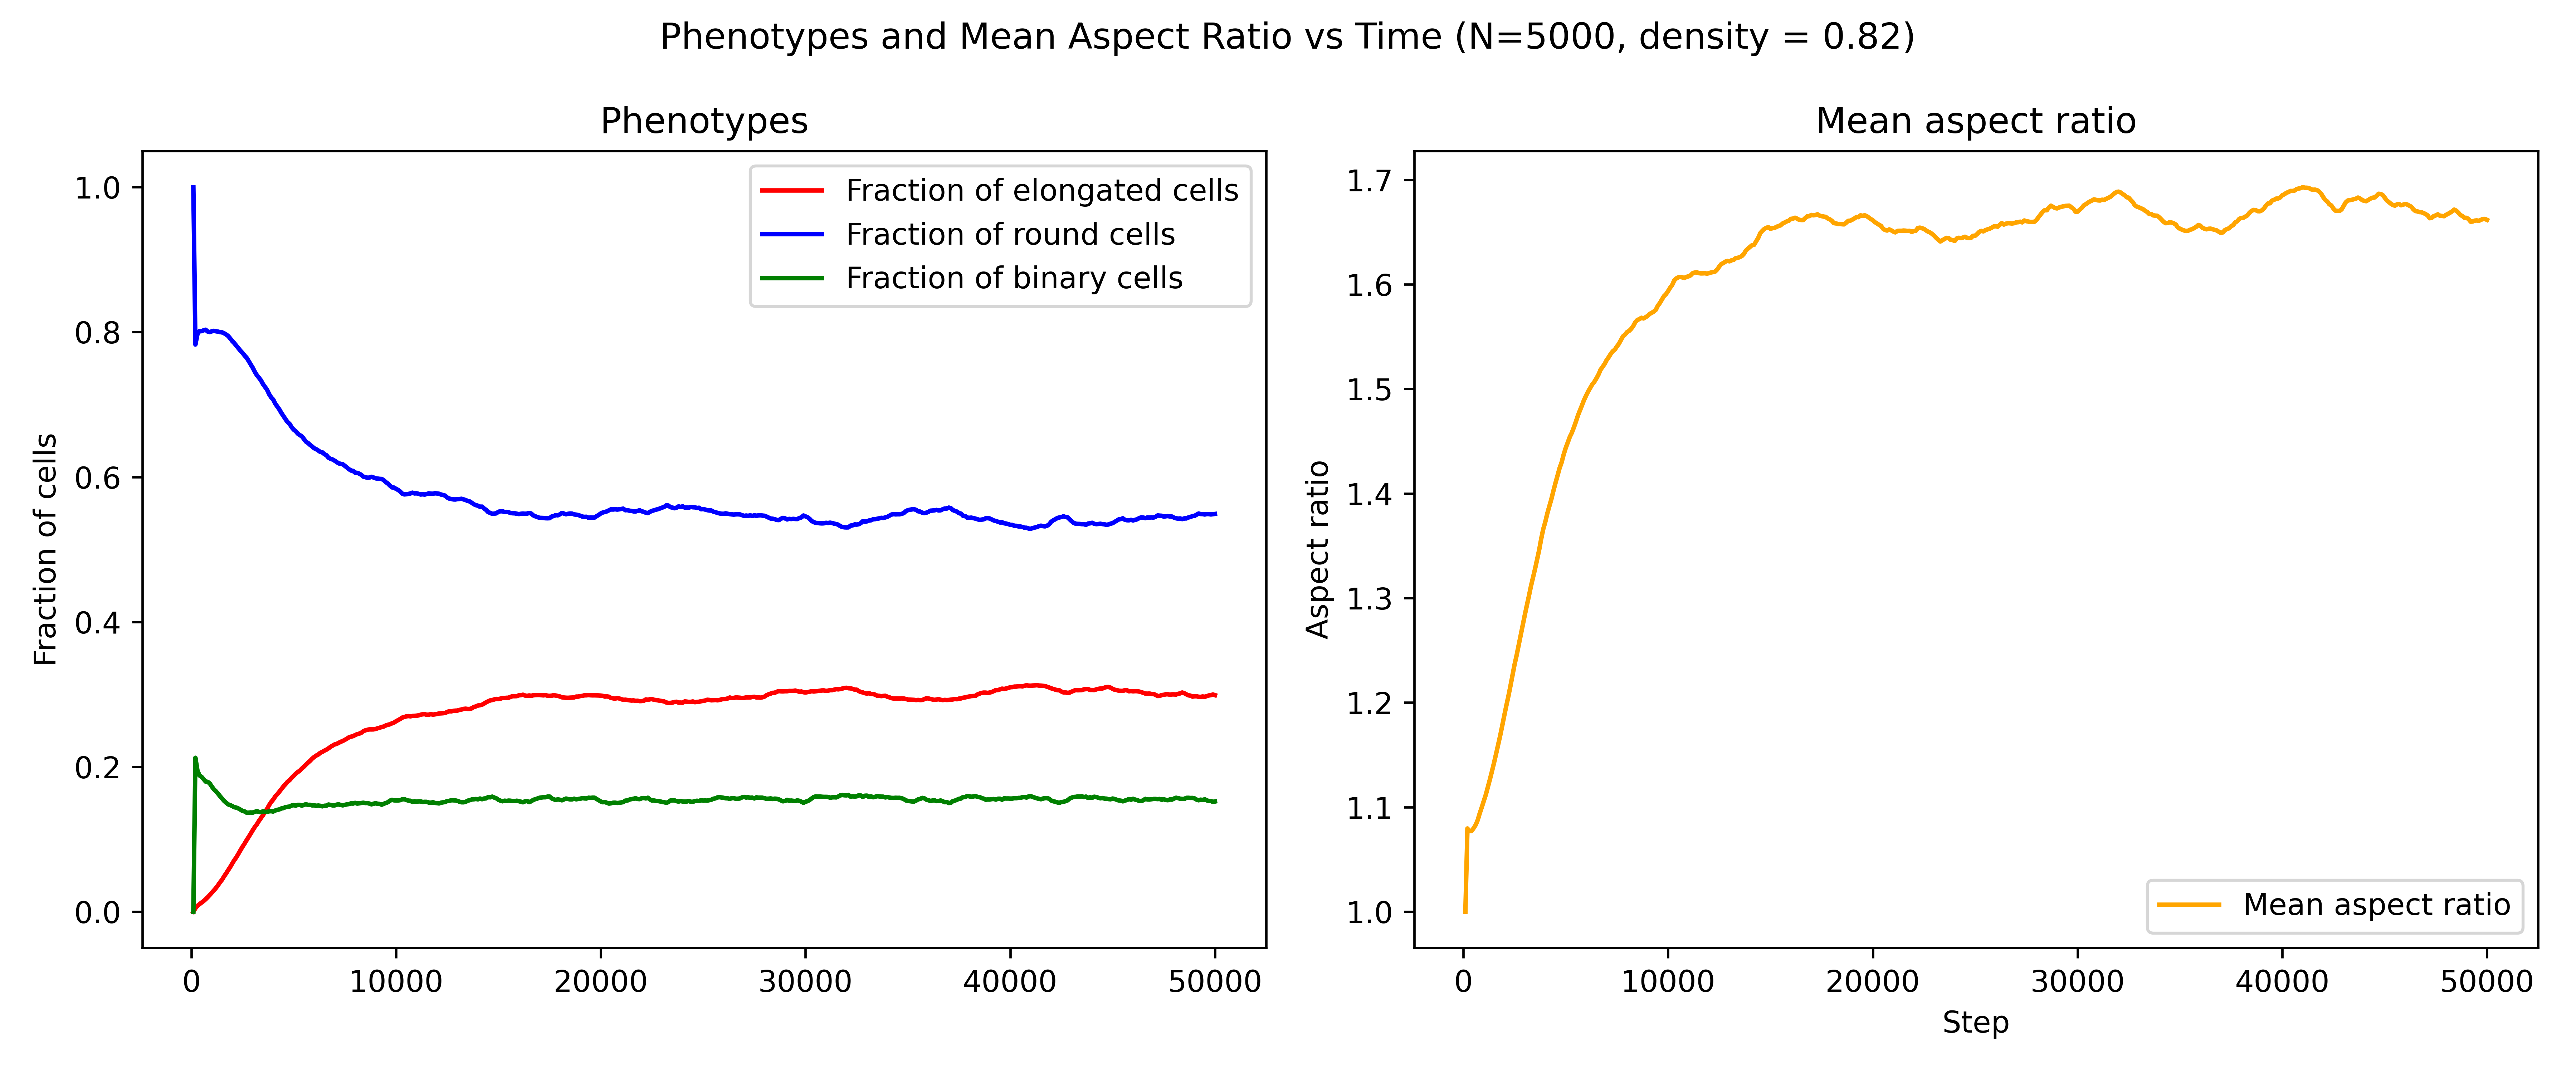 Phenotypes and Mean Aspect Ratio vs Time (N=5000, density = 0.82)
Phenotypes
Fraction of cells
1.0
0.8
0.6
0.4
0.2
0.0
Fraction of elongated cells
Fraction of round cells
Fraction of binary cells
0 10000 20000 30000 40000 50000
Mean aspect ratio
Aspect ratio
1.7
1.6
1.5
1.4
1.3
1.2
1.1
1.0
Mean aspect ratio
0 10000 20000 30000 40000 50000
Step